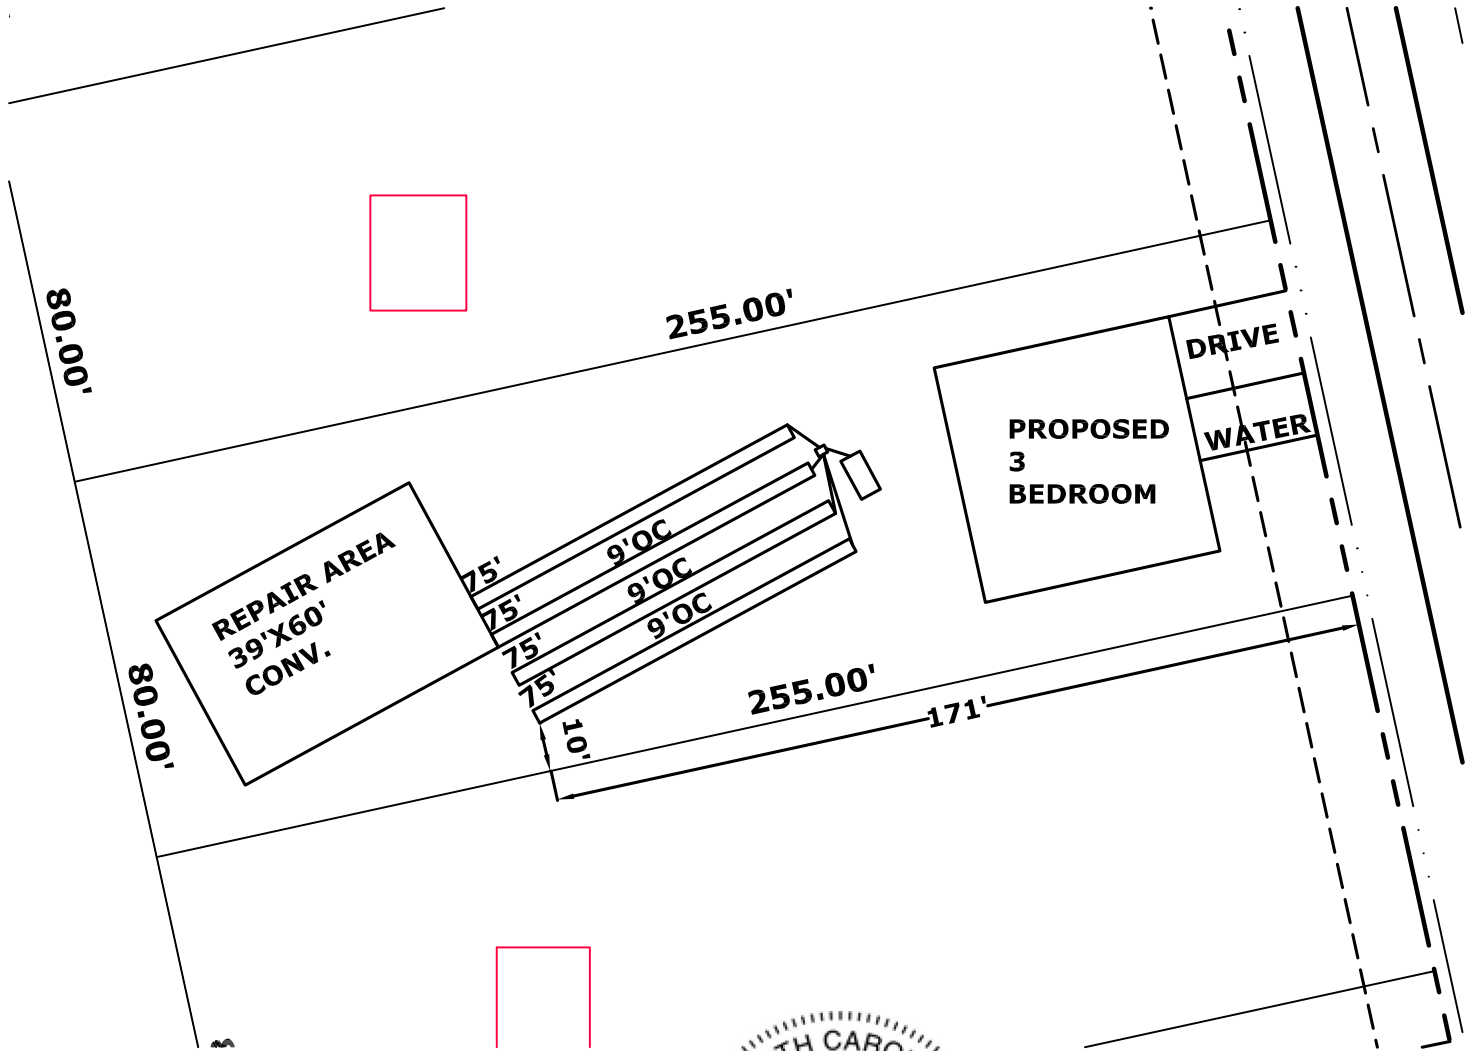 80.00'
255.00'
DRIVE
WATER
PROPOSED
3
BEDROOM
REPAIR AREA
39'X60'
CONV.
75'
75'
75'
75'
9'OC
9'OC
9'OC
80.00'
10'
255.00'
171'